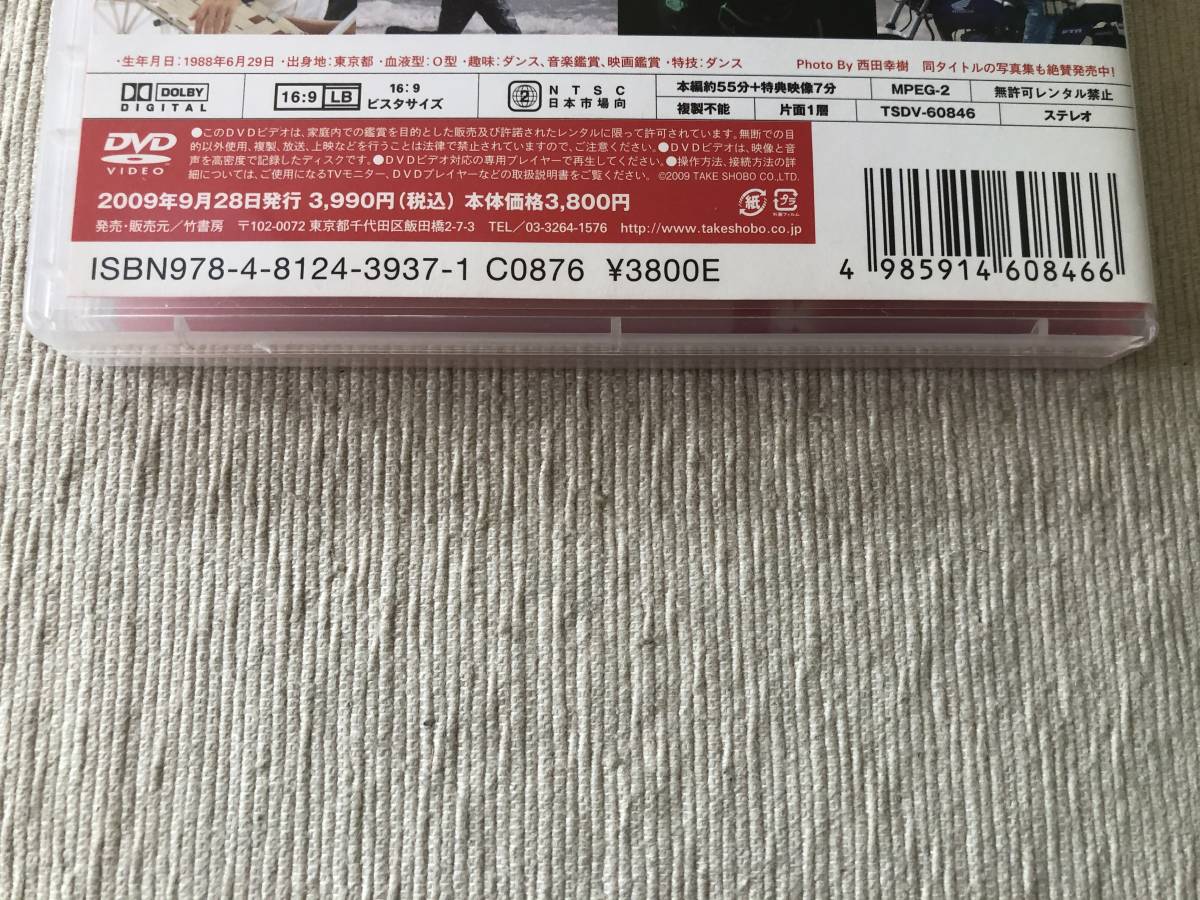 ・生年月日：1988年6月29日 ・出身地：東京都 ・血液型：O型 ・趣味：ダンス、音楽鑑賞、映画鑑賞 ・特技：ダンス
Photo By 西田幸樹 同タイトルの写真集も絶賛発売中！
DOLBY DIGITAL
16:9 LB
16：9 ビスタサイズ
2 NTSC 日本市場向
本編約55分＋特典映像7分 MPEG-2 無許可レンタル禁止
複製不能 片面1層 TSDV-60846 ステレオ
DVD VIDEO
●このDVDビデオは、家庭内での鑑賞を目的とした販売及び許諾されたレンタルに限って許可されています。無断での目
的以外使用、複製、放送、上映などを行うことは法律で禁止されていますので、ご注意ください。●DVDビデオは、映像と音
声を高密度で記録したディスクです。●DVDビデオ対応の専用プレイヤーで再生してください。●操作方法、接続方法の詳
細については、ご使用になるTVモニター、DVDプレイヤーなどの取扱説明書をご覧ください。 ©2009 TAKE SHOBO CO.,LTD.
2009年9月28日発行 3,990円（税込） 本体価格3,800円
紙 プラ
外装フィルム
発売・販売元／竹書房 〒102-0072 東京都千代田区飯田橋2-7-3 TEL／03-3264-1576 http://www.takeshobo.co.jp
ISBN978-4-8124-3937-1 C0876 ¥3800E
4 985914 608466